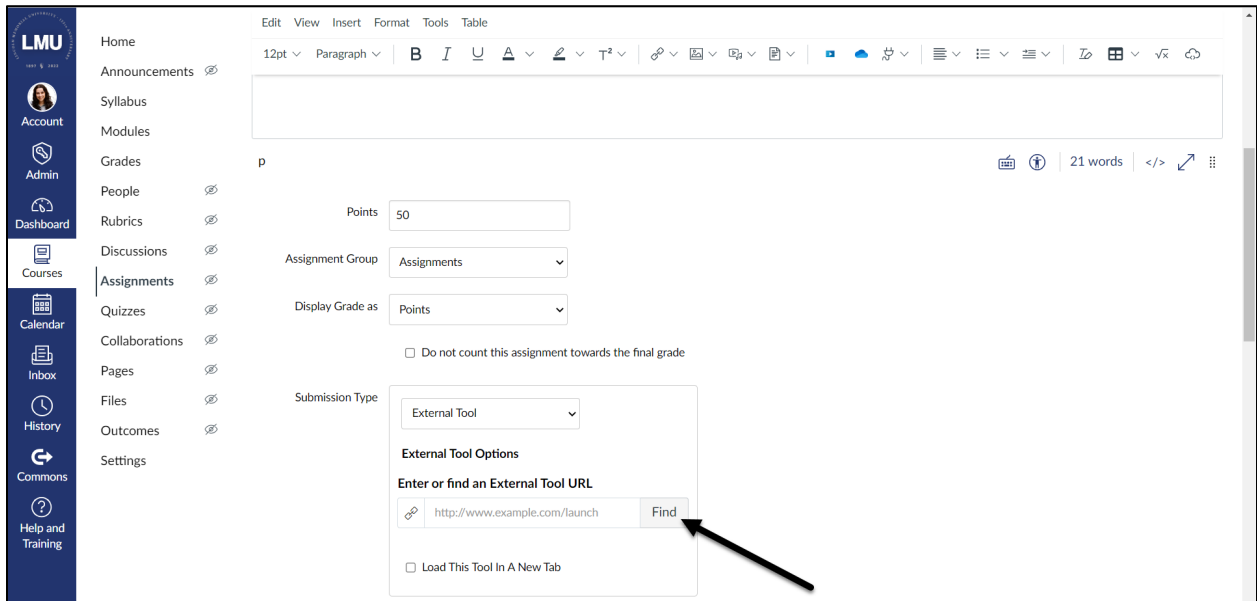 LMU
Account
Admin
Dashboard
Courses
Calendar
Inbox
History
Commons
Help and
Training
Home
Announcements
Syllabus
Modules
Grades
People
Rubrics
Discussions
Assignments
Quizzes
Collaborations
Pages
Files
Outcomes
Settings
Edit View Insert Format Tools Table
12pt Paragraph B I U A T²
p 21 words </>
Points 50
Assignment Group Assignments
Display Grade as Points
Do not count this assignment towards the final grade
Submission Type External Tool
External Tool Options
Enter or find an External Tool URL
http://www.example.com/launch Find
Load This Tool In A New Tab